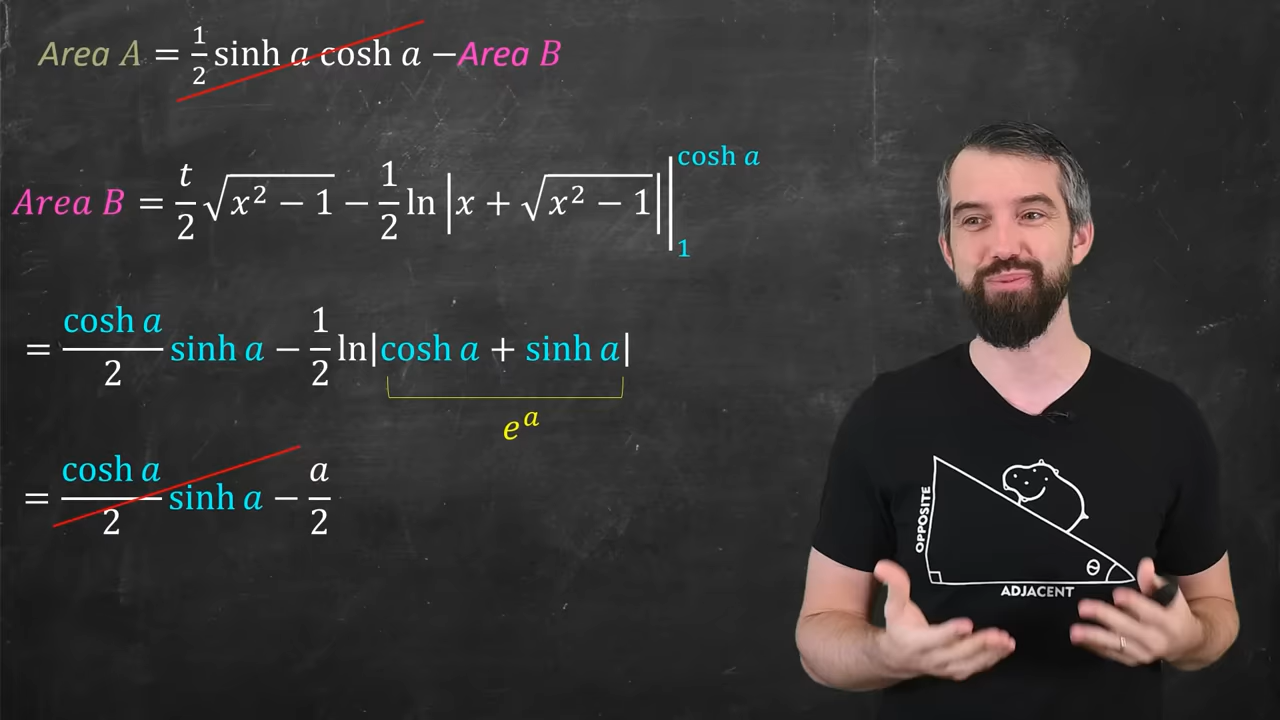 Area A = 1/2 sinh a cosh a − Area B
Area B = t/2 √(x² − 1) − 1/2 ln |x + √(x² − 1)| |₁^(cosh a)
= cosh a/2 sinh a − 1/2 ln|cosh a + sinh a|
eᵃ
= cosh a/2 sinh a − a/2
OPPOSITE
θ
ADJACENT